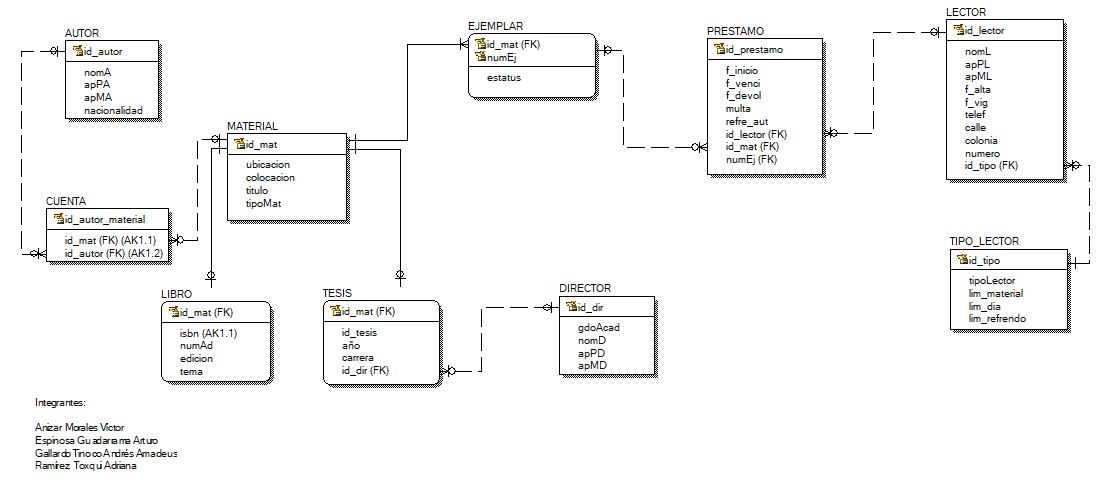 AUTOR
id_autor
nomA
apPA
apMA
nacionalidad
MATERIAL
id_mat
ubicacion
colocacion
titulo
tipoMat
CUENTA
id_autor_material
id_mat (FK) (AK1.1)
id_autor (FK) (AK1.2)
LIBRO
id_mat (FK)
isbn (AK1.1)
numAd
edicion
tema
TESIS
id_mat (FK)
id_tesis
año
carrera
id_dir (FK)
DIRECTOR
id_dir
gdoAcad
nomD
apPD
apMD
EJEMPLAR
id_mat (FK)
numEj
estatus
PRESTAMO
id_prestamo
f_inicio
f_venci
f_devol
multa
refre_aut
id_lector (FK)
id_mat (FK)
numEj (FK)
LECTOR
id_lector
nomL
apPL
apML
f_alta
f_vig
telef
calle
colonia
numero
id_tipo (FK)
TIPO_LECTOR
id_tipo
tipoLector
lim_material
lim_dia
lim_refrendo
Integrantes:
Anizar Morales Victor
Espinosa Guadarrama Arturo
Gallardo Tinoco Andrés Amadeus
Ramírez Toxqui Adriana